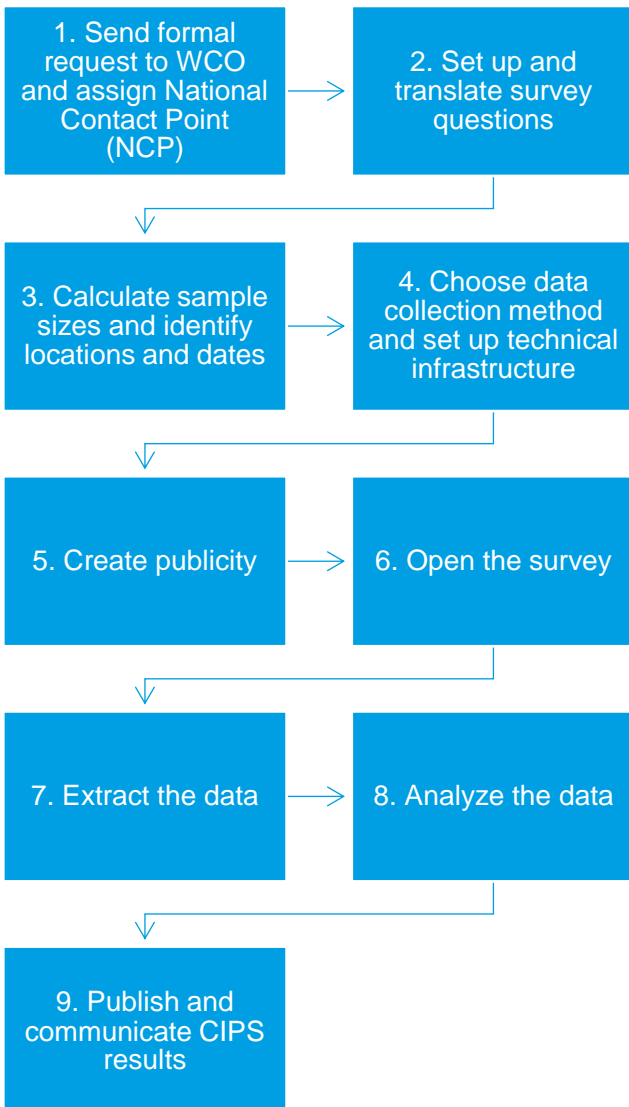 1. Send formal
request to WCO
and assign National
Contact Point
(NCP)
2. Set up and
translate survey
questions
3. Calculate sample
sizes and identify
locations and dates
4. Choose data
collection method
and set up technical
infrastructure
5. Create publicity
6. Open the survey
7. Extract the data
8. Analyze the data
9. Publish and
communicate CIPS
results